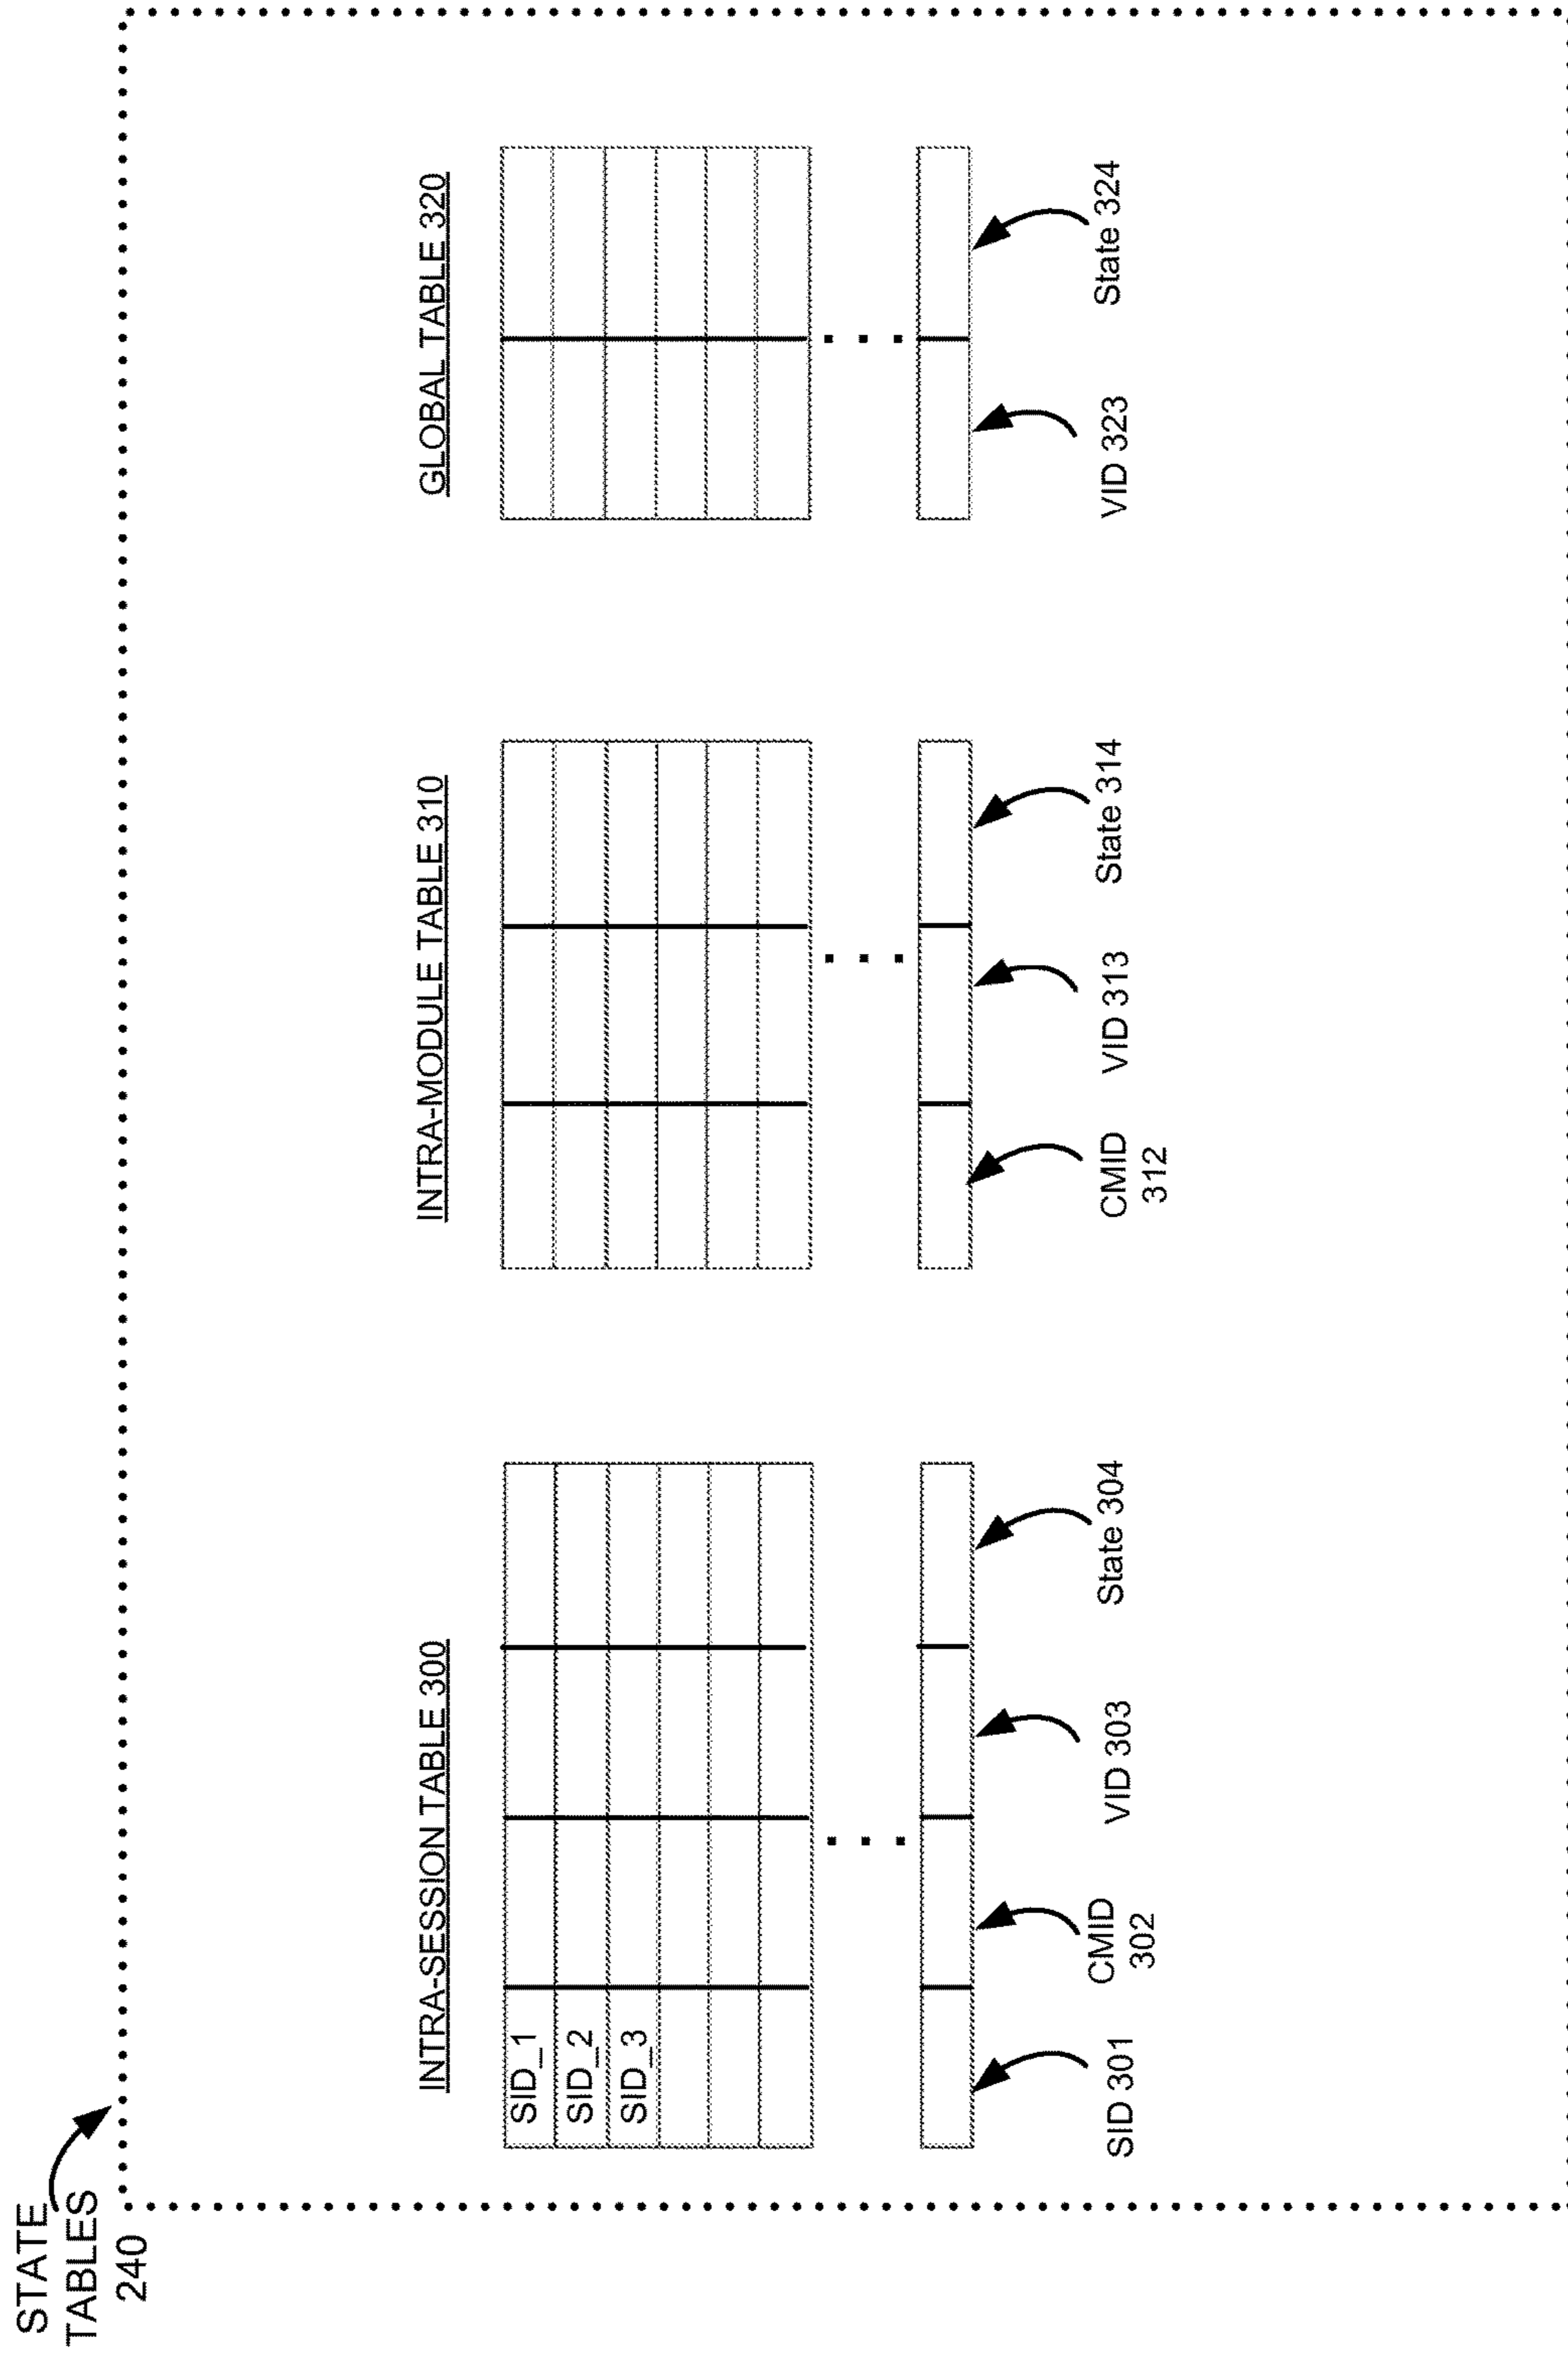 STATE
TABLES
240
INTRA-SESSION TABLE 300
SID_1
SID_2
SID_3
SID 301
CMID
302
VID 303
State 304
INTRA-MODULE TABLE 310
CMID
312
VID 313
State 314
GLOBAL TABLE 320
VID 323
State 324